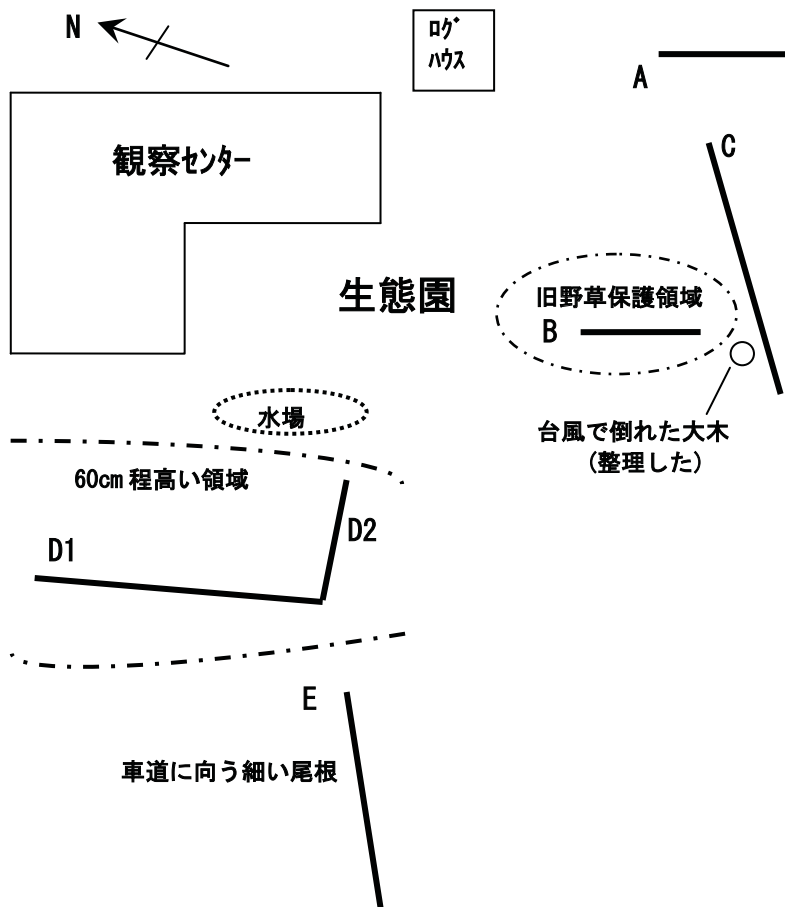 N
ﾛｸﾞ
ﾊｳｽ
A
観察ｾﾝﾀｰ
C
生態園
旧野草保護領域
B
台風で倒れた大木
(整理した)
水場
60cm 程高い領域
D2
D1
E
車道に向う細い尾根